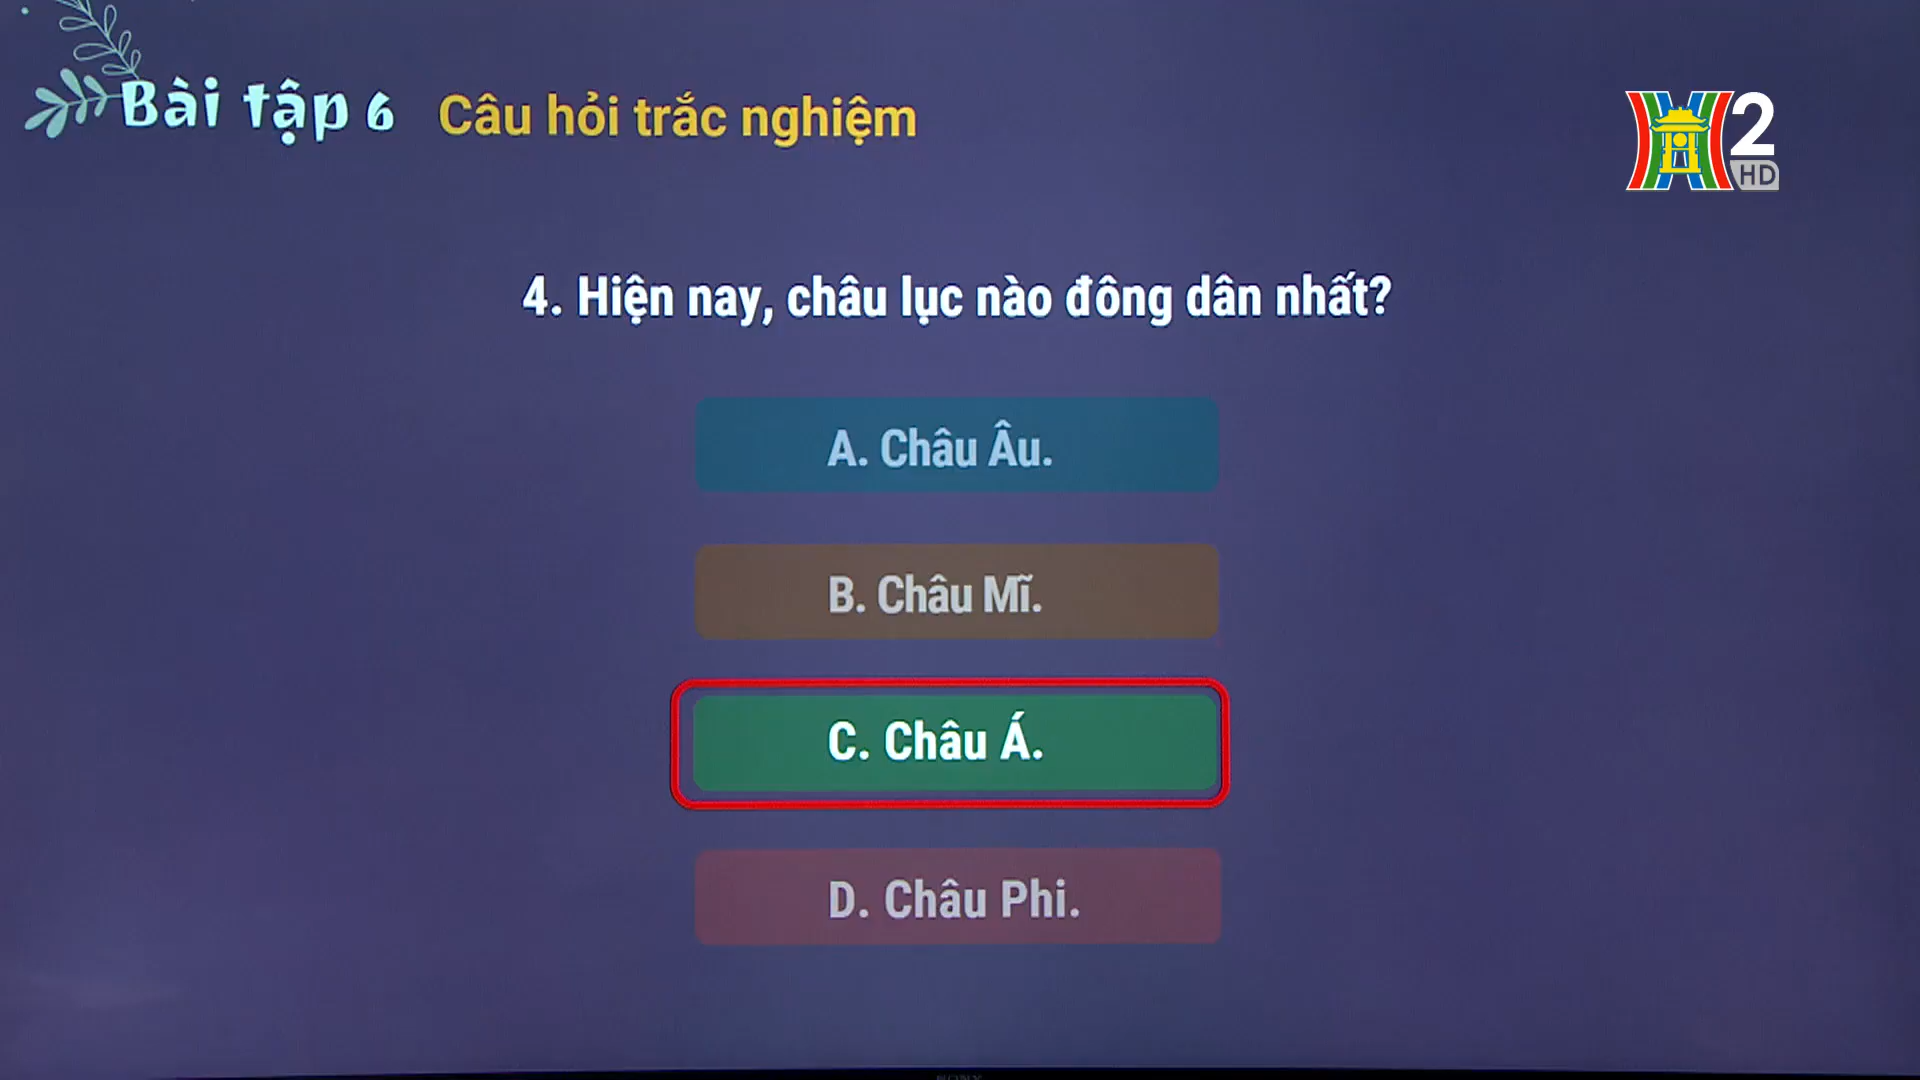 Bài tập 6 Câu hỏi trắc nghiệm
2
HD
4. Hiện nay, châu lục nào đông dân nhất?
A. Châu Âu.
B. Châu Mĩ.
C. Châu Á.
D. Châu Phi.